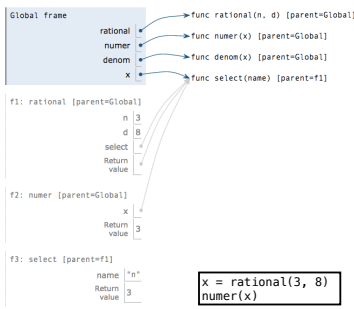 Global frame
rational
numer
denom
x
func rational(n, d) [parent=Global]
func numer(x) [parent=Global]
func denom(x) [parent=Global]
func select(name) [parent=f1]
f1: rational [parent=Global]
n 3
d 8
select
Return
value
f2: numer [parent=Global]
x
Return
value 3
f3: select [parent=f1]
name "n"
Return
value 3
x = rational(3, 8)
numer(x)